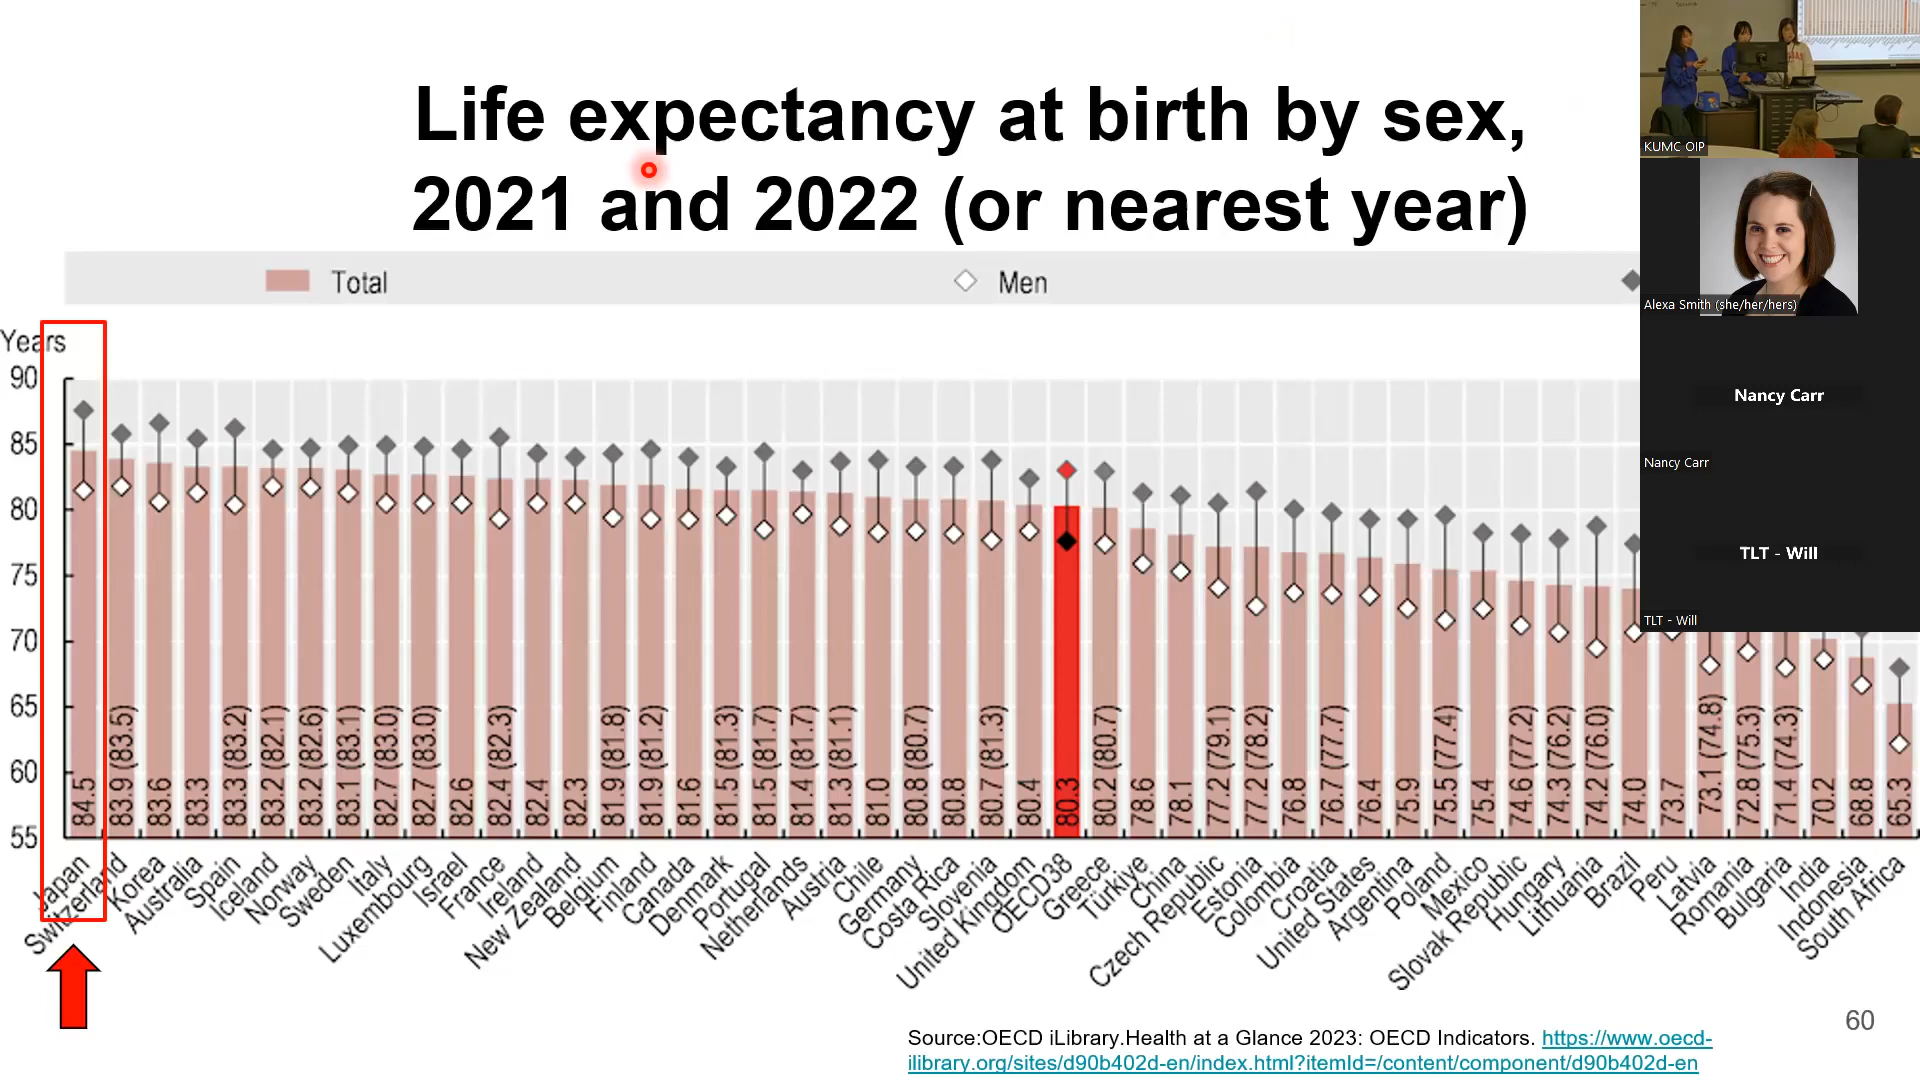 Life expectancy at birth by sex,
2021 and 2022 (or nearest year)
Total
Men
Years
90
85
80
75
70
65
60
55
84.5
83.9 (83.5)
83.6
83.3
83.3 (83.2)
83.2 (82.1)
83.2 (82.6)
83.1 (83.1)
82.7 (83.0)
82.7 (83.0)
82.6
82.4 (82.3)
82.4
82.3
81.9 (81.8)
81.9 (81.2)
81.6
81.5 (81.3)
81.5 (81.7)
81.4 (81.7)
81.3 (81.1)
81.0
80.8 (80.7)
80.8
80.7 (81.3)
80.4
80.3
80.2 (80.7)
78.6
78.1
77.2 (79.1)
77.2 (78.2)
76.8
76.7 (77.7)
76.4
75.9
75.5 (77.4)
75.4
74.6 (77.2)
74.3 (76.2)
74.2 (76.0)
74.0
73.7
73.1 (74.8)
72.8 (75.3)
71.4 (74.3)
70.2
68.8
65.3
Japan
Switzerland
Korea
Australia
Spain
Iceland
Norway
Sweden
Italy
Luxembourg
Israel
France
Ireland
New Zealand
Belgium
Finland
Canada
Denmark
Portugal
Netherlands
Austria
Chile
Germany
Costa Rica
Slovenia
United Kingdom
OECD38
Greece
Türkiye
China
Czech Republic
Estonia
Colombia
Croatia
United States
Argentina
Poland
Mexico
Slovak Republic
Hungary
Lithuania
Brazil
Peru
Latvia
Romania
Bulgaria
India
Indonesia
South Africa
Source:OECD iLibrary.Health at a Glance 2023: OECD Indicators. https://www.oecd-
ilibrary.org/sites/d90b402d-en/index.html?itemId=/content/component/d90b402d-en
60
KUMC OIP
Alexa Smith (she/her/hers)
Nancy Carr
Nancy Carr
TLT - Will
TLT - Will